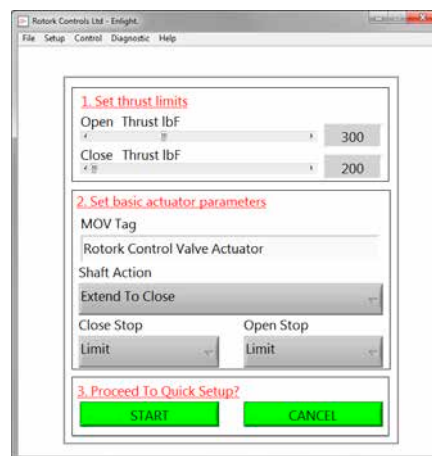 Rotork Controls Ltd - Enlight.
File Setup Control Diagnostic Help
1. Set thrust limits
Open Thrust lbF
300
Close Thrust lbF
200
2. Set basic actuator parameters
MOV Tag
Rotork Control Valve Actuator
Shaft Action
Extend To Close
Close Stop Open Stop
Limit Limit
3. Proceed To Quick Setup?
START CANCEL